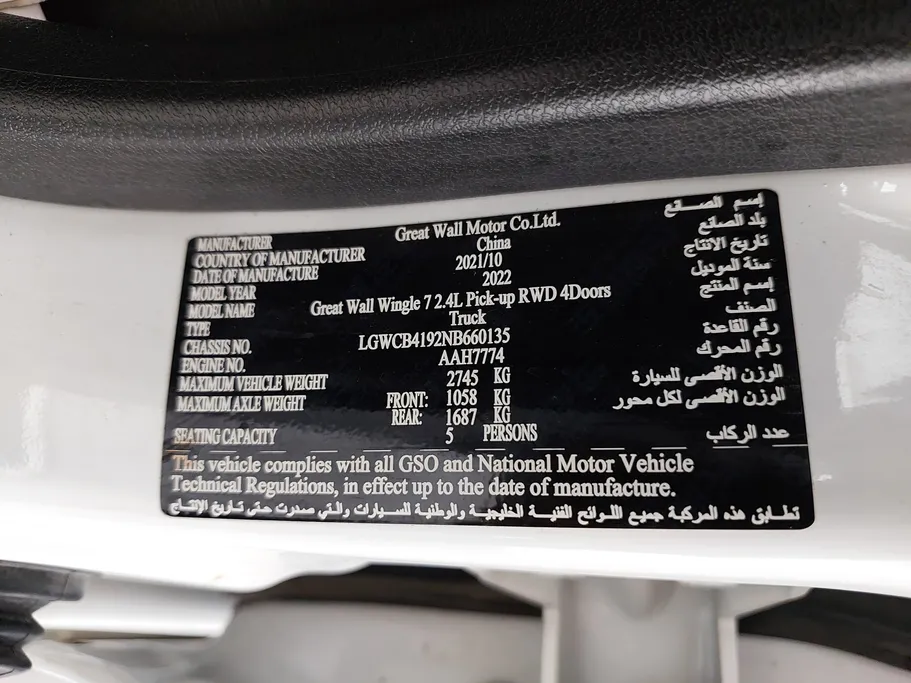 MANUFACTURER Great Wall Motor Co.Ltd. إسم الصانع
COUNTRY OF MANUFACTURER China بلد الصانع
DATE OF MANUFACTURE 2021/10 تاريخ الانتاج
MODEL YEAR 2022 سنة الموديل
MODEL NAME Great Wall Wingle 7 2.4L Pick-up RWD 4Doors إسم المنتج
TYPE Truck الصنف
CHASSIS NO. LGWCB4192NB660135 رقم القاعدة
ENGINE NO. AAH7774 رقم المحرك
MAXIMUM VEHICLE WEIGHT 2745 KG الوزن الأقصى للسيارة
MAXIMUM AXLE WEIGHT FRONT: 1058 KG الوزن الأقصى لكل محور
REAR: 1687 KG
SEATING CAPACITY 5 PERSONS عدد الركاب
This vehicle complies with all GSO and National Motor Vehicle
Technical Regulations, in effect up to the date of manufacture.
تطابق هذه المركبة جميع اللوائح الفنية الخليجية والوطنية للسيارات والتي صدرت حتى تاريخ الإنتاج